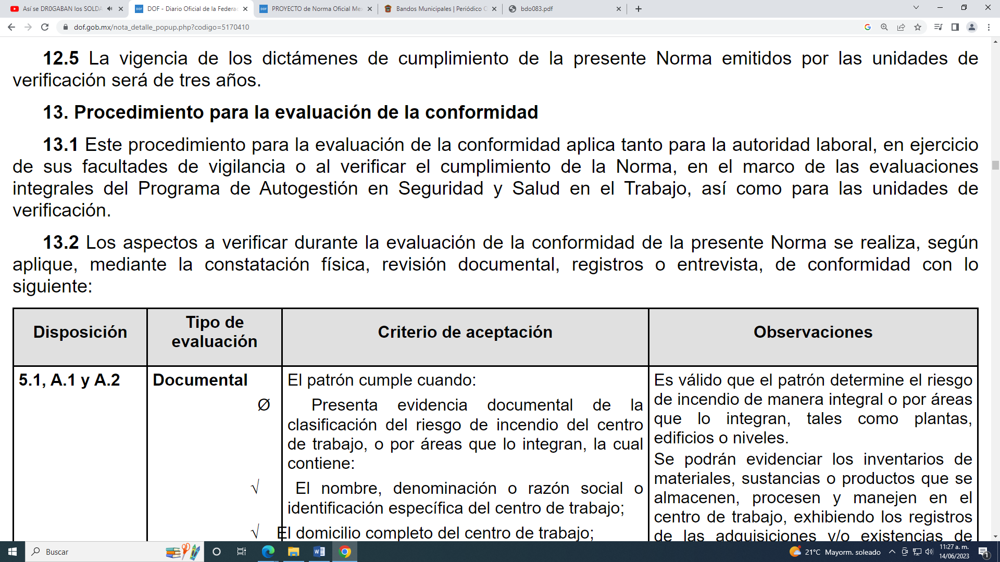 Así se DR0GABAN los SOLDA
DOF - Diario Oficial de la Federac
PROYECTO de Norma Oficial Mex
Bandos Municipales | Periódico O
bdo083.pdf
dof.gob.mx/nota_detalle_popup.php?codigo=5170410
12.5 La vigencia de los dictámenes de cumplimiento de la presente Norma emitidos por las unidades de
verificación será de tres años.
13. Procedimiento para la evaluación de la conformidad
13.1 Este procedimiento para la evaluación de la conformidad aplica tanto para la autoridad laboral, en ejercicio
de sus facultades de vigilancia o al verificar el cumplimiento de la Norma, en el marco de las evaluaciones
integrales del Programa de Autogestión en Seguridad y Salud en el Trabajo, así como para las unidades de
verificación.
13.2 Los aspectos a verificar durante la evaluación de la conformidad de la presente Norma se realiza, según
aplique, mediante la constatación física, revisión documental, registros o entrevista, de conformidad con lo
siguiente:
Disposición
Tipo de
evaluación
Criterio de aceptación
Observaciones
5.1, A.1 y A.2
Documental
El patrón cumple cuando:
Ø Presenta evidencia documental de la
clasificación del riesgo de incendio del centro
de trabajo, o por áreas que lo integran, la cual
contiene:
√ El nombre, denominación o razón social o
identificación específica del centro de trabajo;
√ El domicilio completo del centro de trabajo;
Es válido que el patrón determine el riesgo
de incendio de manera integral o por áreas
que lo integran, tales como plantas,
edificios o niveles.
Se podrán evidenciar los inventarios de
materiales, sustancias o productos que se
almacenen, procesen y manejen en el
centro de trabajo, exhibiendo los registros
de las adquisiciones y/o existencias de
Buscar
21°C Mayorm. soleado
11:27 a. m.
14/06/2023
1